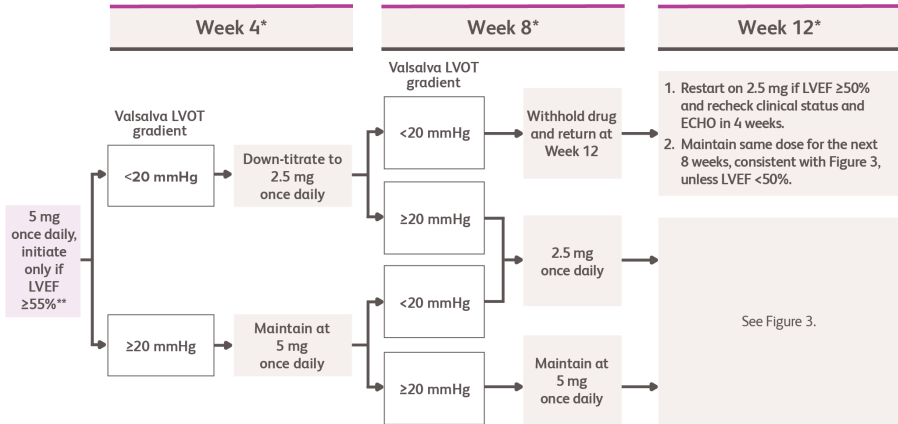 Week 4*
Week 8*
Week 12*
Valsalva LVOT
gradient
<20 mmHg
≥20 mmHg
5 mg
once daily,
initiate
only if
LVEF
≥55%**
Down-titrate to
2.5 mg
once daily
Maintain at
5 mg
once daily
Valsalva LVOT
gradient
<20 mmHg
≥20 mmHg
<20 mmHg
≥20 mmHg
Withhold drug
and return at
Week 12
2.5 mg
once daily
Maintain at
5 mg
once daily
1. Restart on 2.5 mg if LVEF ≥50%
and recheck clinical status and
ECHO in 4 weeks.
2. Maintain same dose for the next
8 weeks, consistent with Figure 3,
unless LVEF <50%.
See Figure 3.